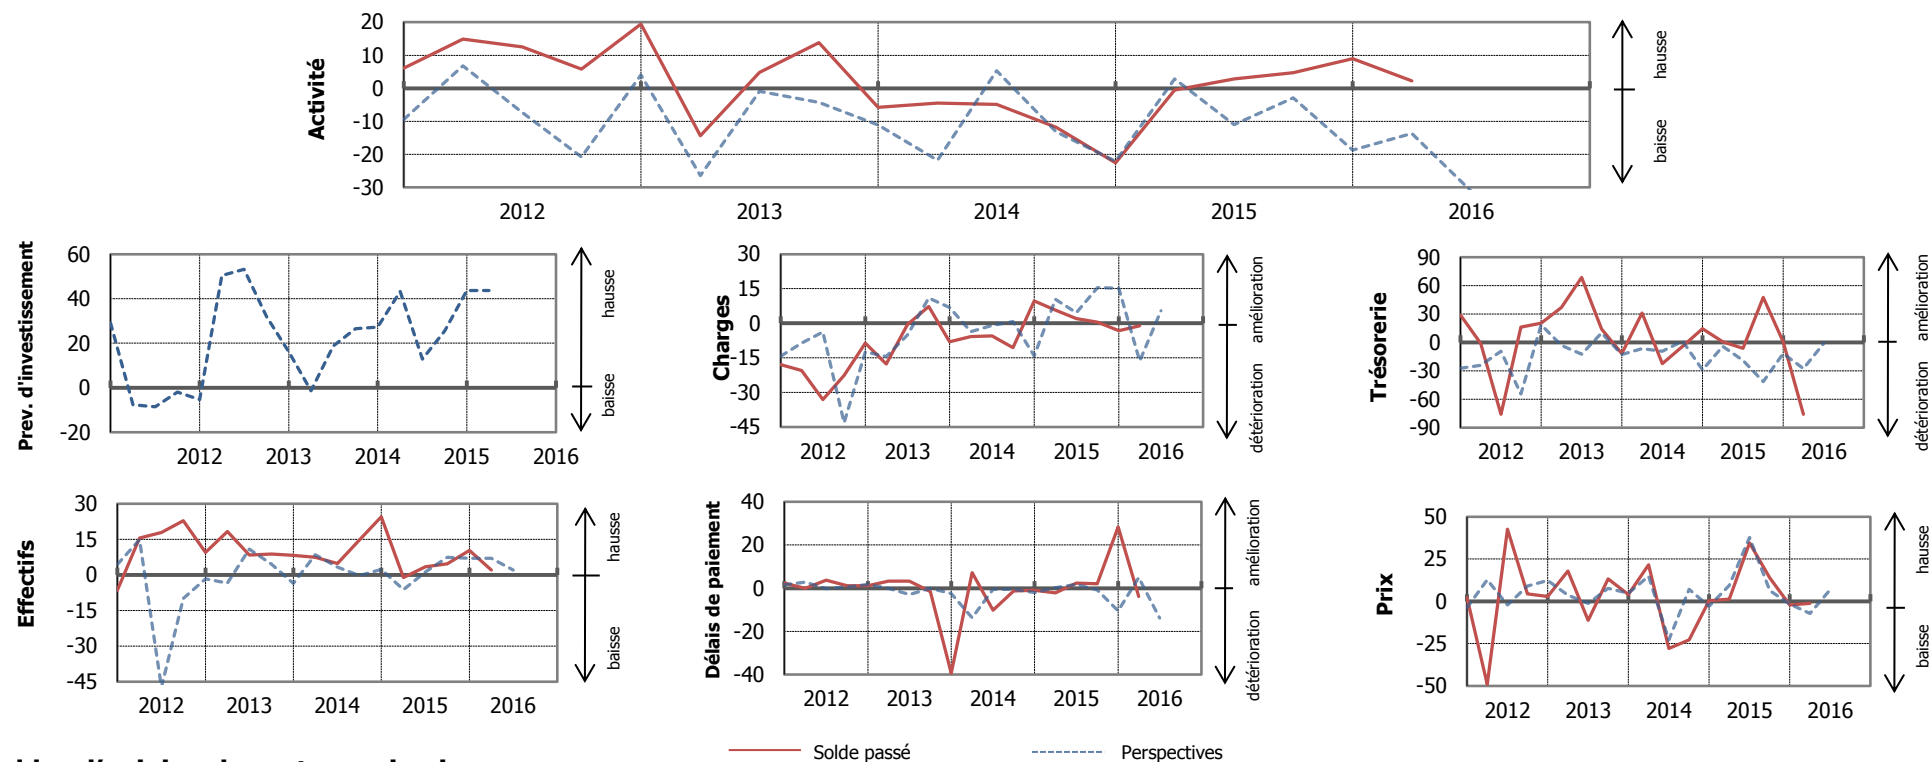 Activité
20
10
0
-10
-20
-30
2012 2013 2014 2015 2016
hausse
baisse
Prev. d'investissement
60
40
20
0
-20
2012 2013 2014 2015 2016
hausse
baisse
Charges
30
15
0
-15
-30
-45
2012 2013 2014 2015 2016
amélioration
détérioration
Trésorerie
90
60
30
0
-30
-60
-90
2012 2013 2014 2015 2016
amélioration
détérioration
Effectifs
30
15
0
-15
-30
-45
2012 2013 2014 2015 2016
hausse
baisse
Délais de paiement
40
20
0
-20
-40
2012 2013 2014 2015 2016
amélioration
détérioration
Prix
50
25
0
-25
-50
2012 2013 2014 2015 2016
hausse
baisse
Solde passé Perspectives